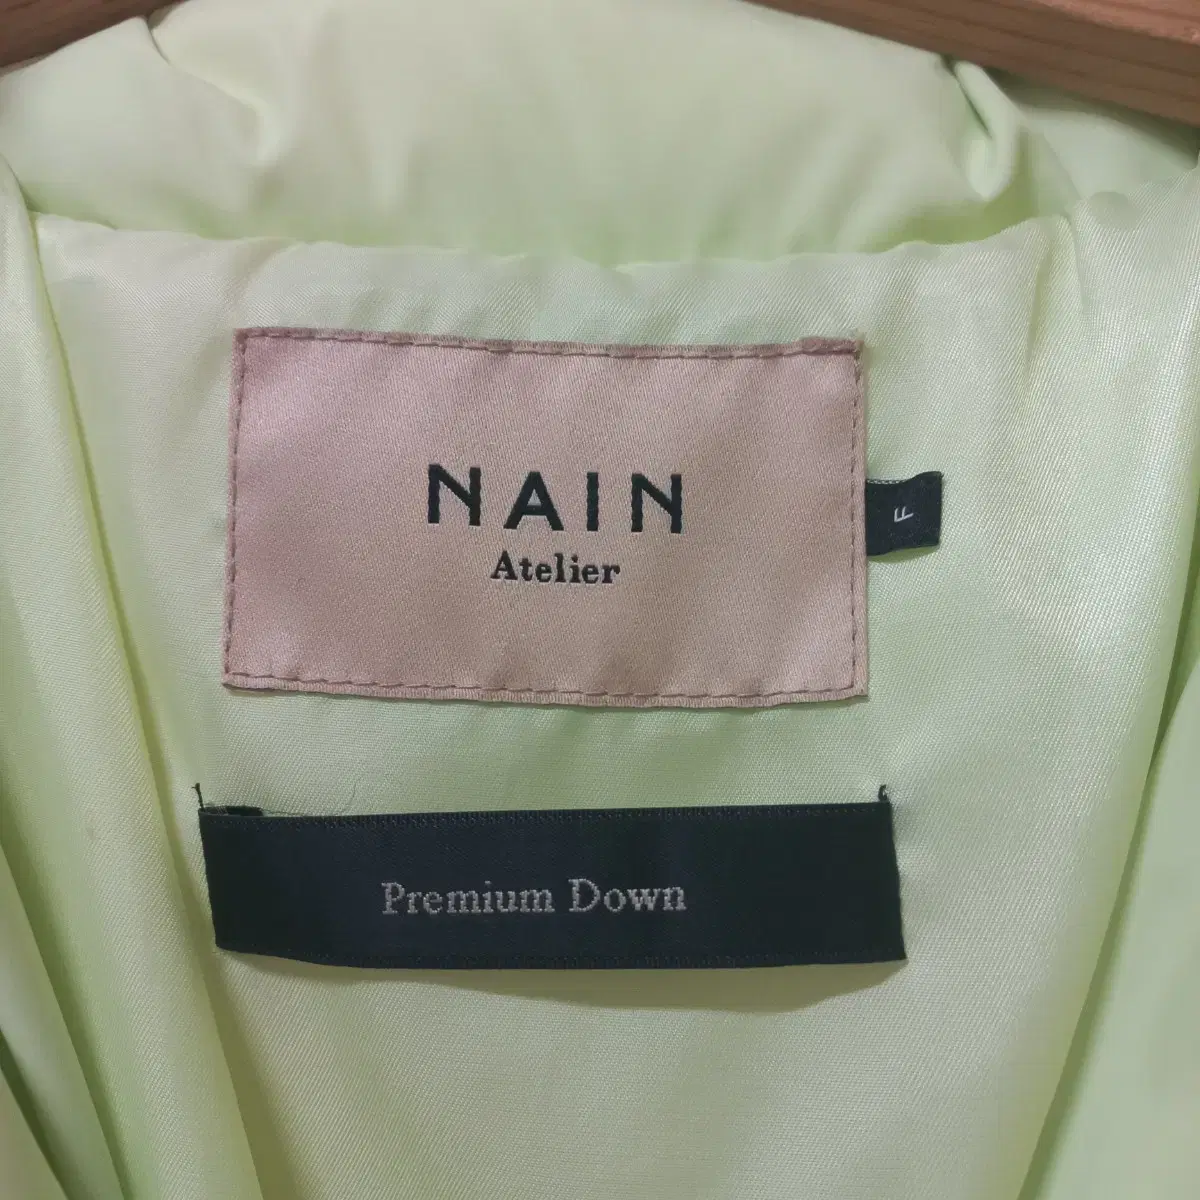 NAIN
Atelier
F
Premium Down